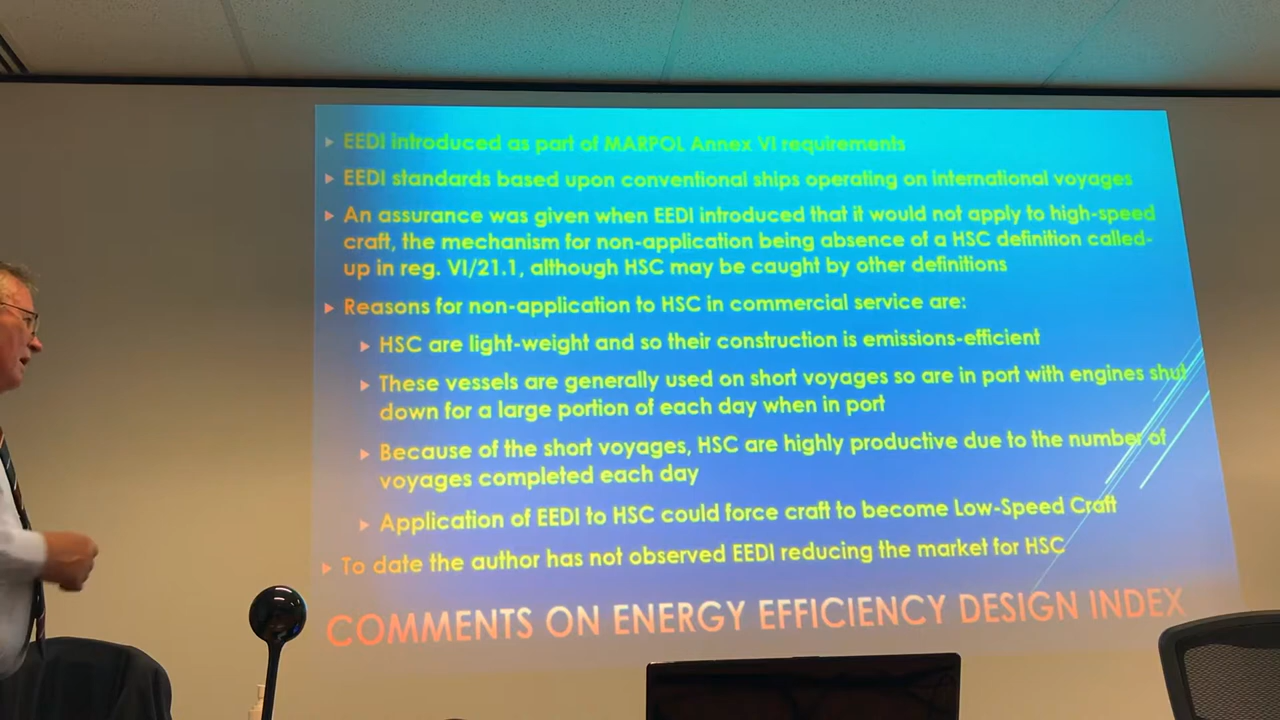 EEDI introduced as part of MARPOL Annex VI requirements
EEDI standards based upon conventional ships operating on international voyages
An assurance was given when EEDI introduced that it would not apply to high-speed
craft, the mechanism for non-application being absence of a HSC definition called-
up in reg. VI/21.1, although HSC may be caught by other definitions
Reasons for non-application to HSC in commercial service are:
HSC are light-weight and so their construction is emissions-efficient
These vessels are generally used on short voyages so are in port with engines shut
down for a large portion of each day when in port
Because of the short voyages, HSC are highly productive due to the number of
voyages completed each day
Application of EEDI to HSC could force craft to become Low-Speed Craft
To date the author has not observed EEDI reducing the market for HSC
COMMENTS ON ENERGY EFFICIENCY DESIGN INDEX